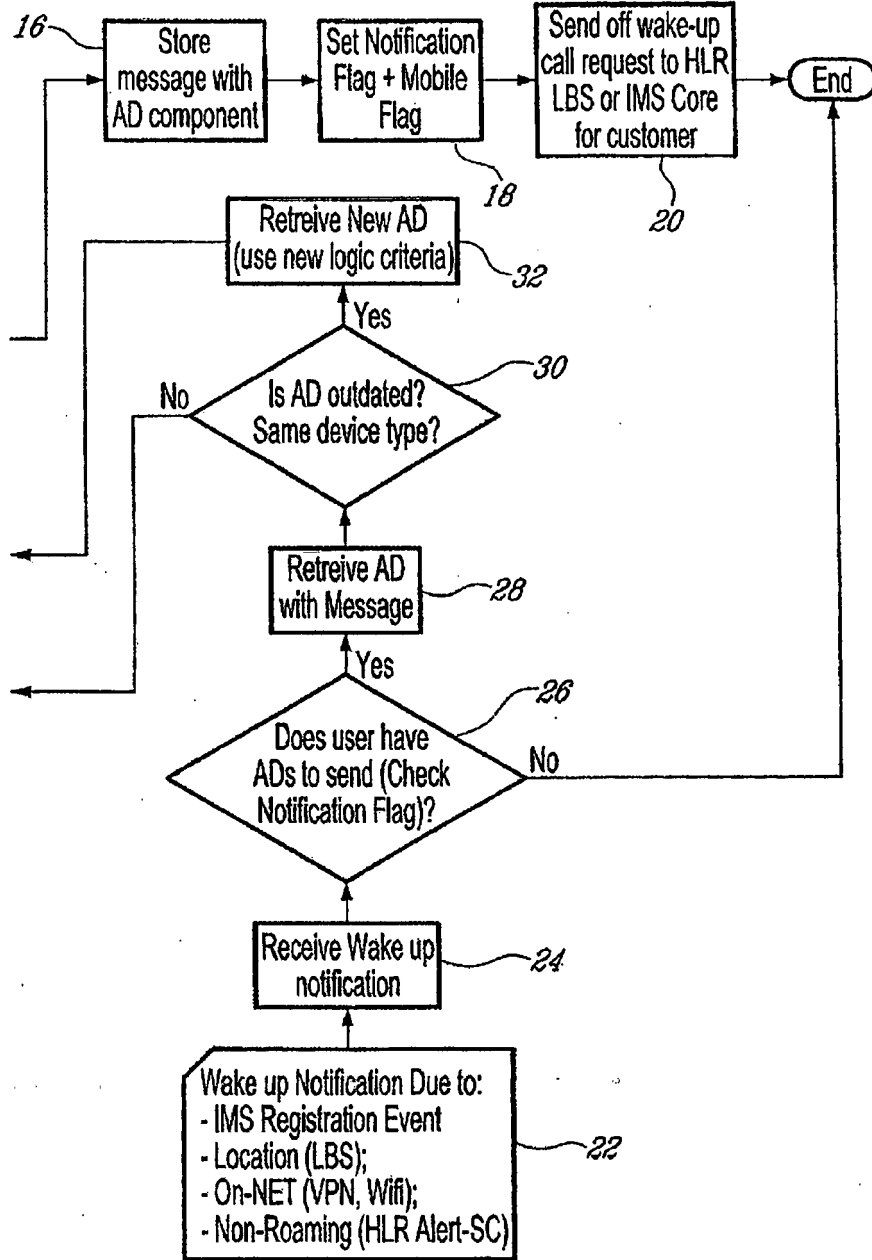 16
Store
message with
AD component
Set Notification
Flag + Mobile
Flag
18
Send off wake-up
call request to HLR
LBS or IMS Core
for customer
20
End
Retreive New AD
(use new logic criteria)
32
Yes
30
No
Is AD outdated?
Same device type?
Retreive AD
with Message
28
Yes
26
Does user have
ADs to send (Check
Notification Flag)?
No
Receive Wake up
notification
24
Wake up Notification Due to:
- IMS Registration Event
- Location (LBS);
- On-NET (VPN, Wifi);
- Non-Roaming (HLR Alert-SC)
22